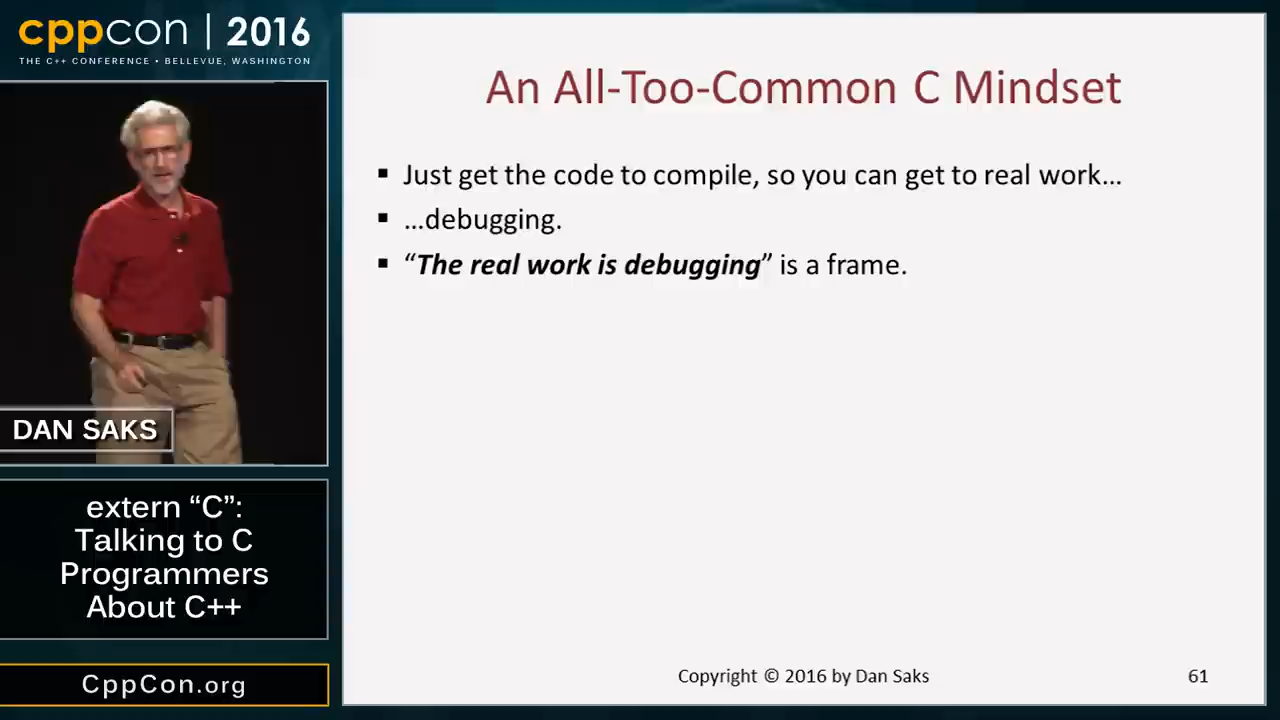 cppcon | 2016
THE C++ CONFERENCE • BELLEVUE, WASHINGTON
DAN SAKS
extern “C”:
Talking to C
Programmers
About C++
CppCon.org
An All-Too-Common C Mindset
▪ Just get the code to compile, so you can get to real work…
▪ …debugging.
▪ “The real work is debugging” is a frame.
Copyright © 2016 by Dan Saks
61